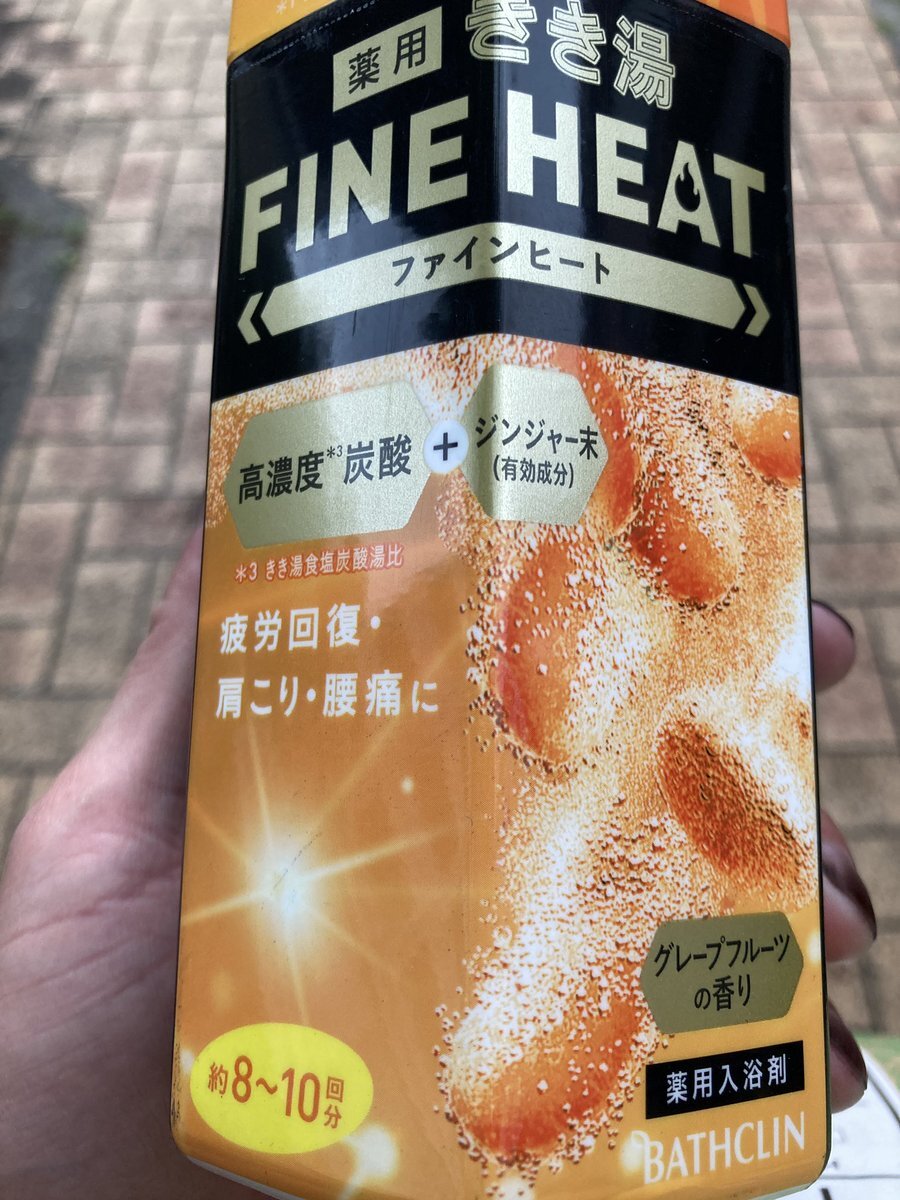 薬用
きき湯
FINE HEAT
ファインヒート
高濃度*3炭酸
+
ジンジャー末
(有効成分)
*3 きき湯食塩炭酸湯比
疲労回復・
肩こり・腰痛に
グレープフルーツ
の香り
約8~10回分
薬用入浴剤
BATHCLIN